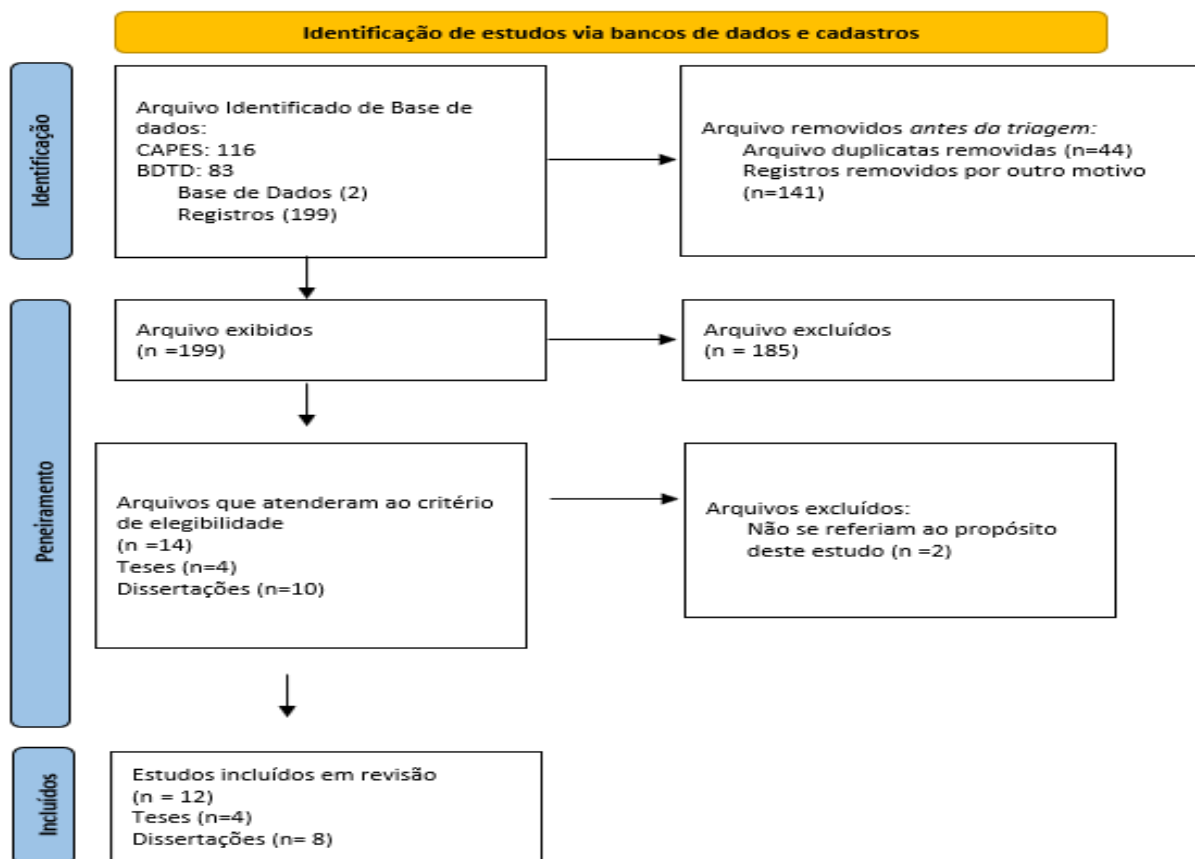 Identificação de estudos via bancos de dados e cadastros
Identificação
Arquivo Identificado de Base de
dados:
CAPES: 116
BDTD: 83
Base de Dados (2)
Registros (199)
Arquivo removidos antes da triagem:
Arquivo duplicatas removidas (n=44)
Registros removidos por outro motivo
(n=141)
Peneiramento
Arquivo exibidos
(n =199)
Arquivo excluídos
(n = 185)
Arquivos que atenderam ao critério
de elegibilidade
(n =14)
Teses (n=4)
Dissertações (n=10)
Arquivos excluídos:
Não se referiam ao propósito
deste estudo (n =2)
Incluídos
Estudos incluídos em revisão
(n = 12)
Teses (n=4)
Dissertações (n= 8)